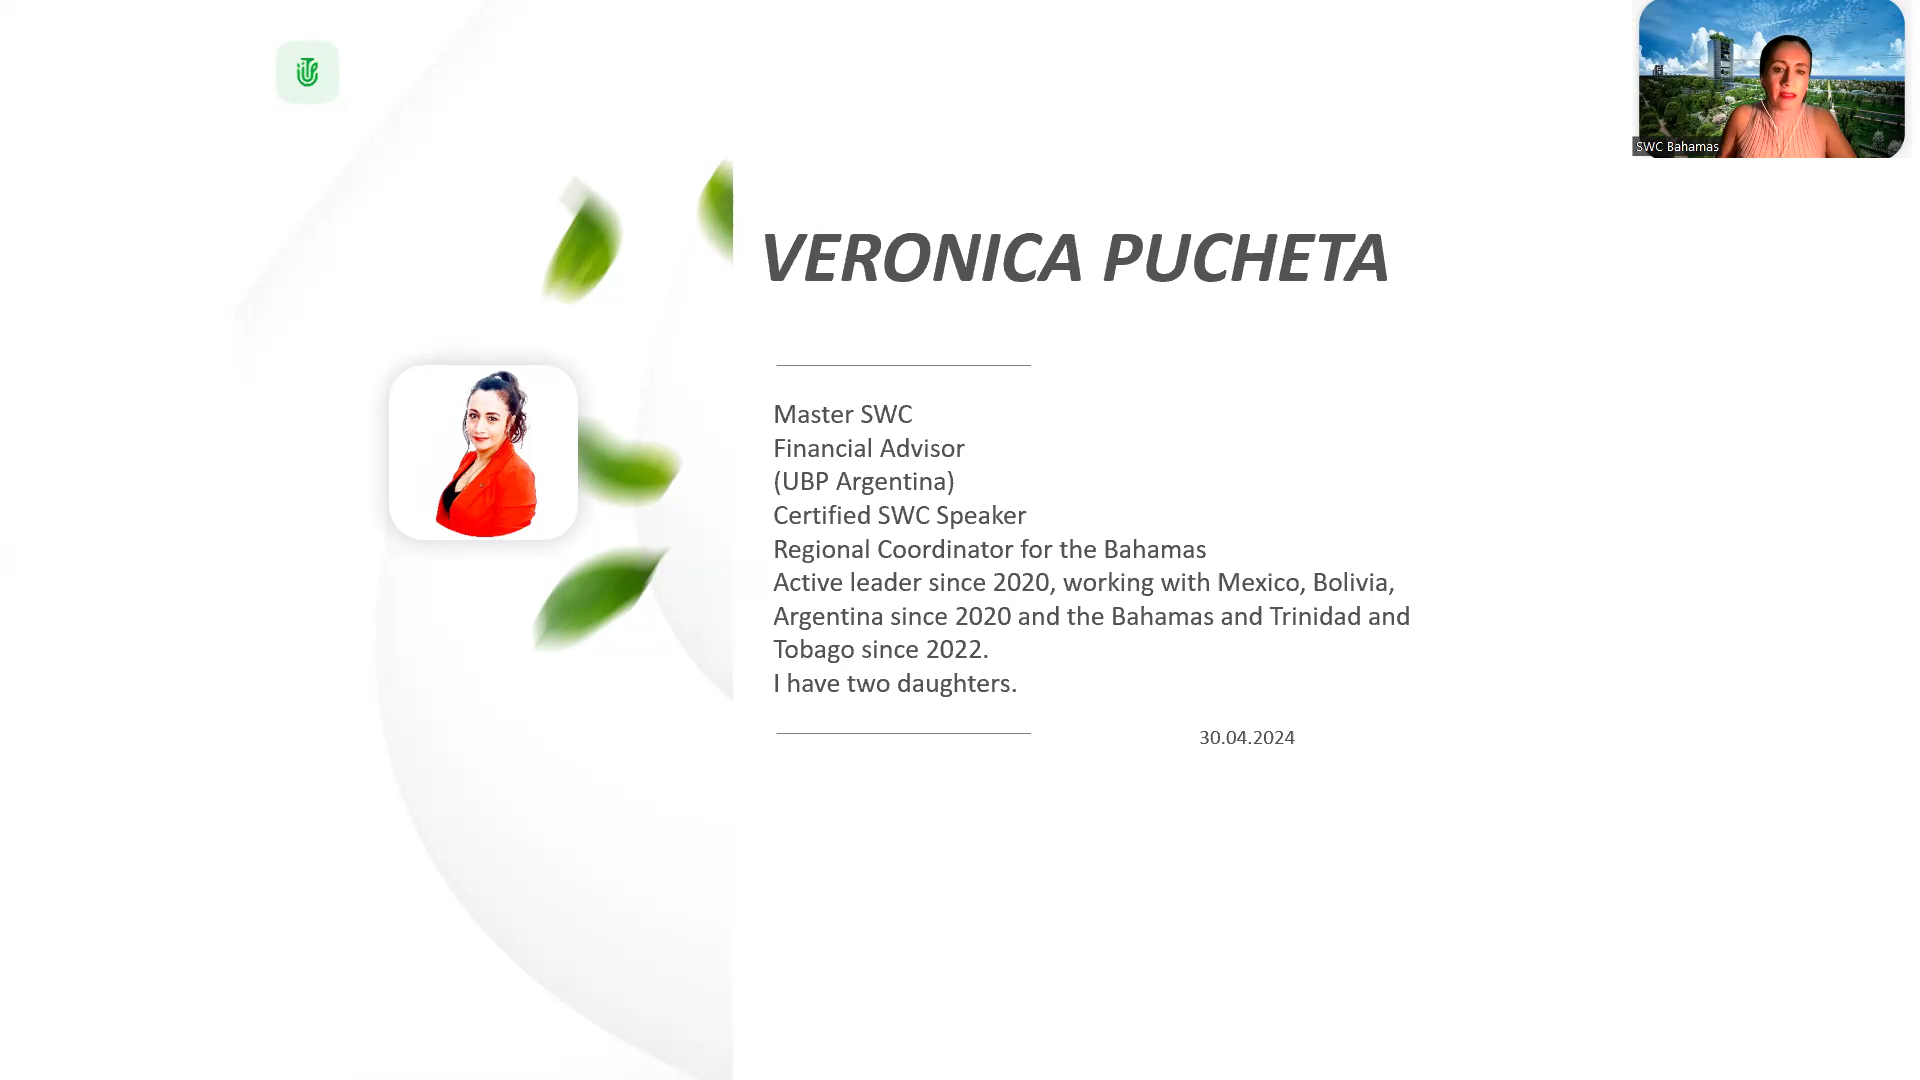 SWC Bahamas
VERONICA PUCHETA
Master SWC
Financial Advisor
(UBP Argentina)
Certified SWC Speaker
Regional Coordinator for the Bahamas
Active leader since 2020, working with Mexico, Bolivia,
Argentina since 2020 and the Bahamas and Trinidad and
Tobago since 2022.
I have two daughters.
30.04.2024